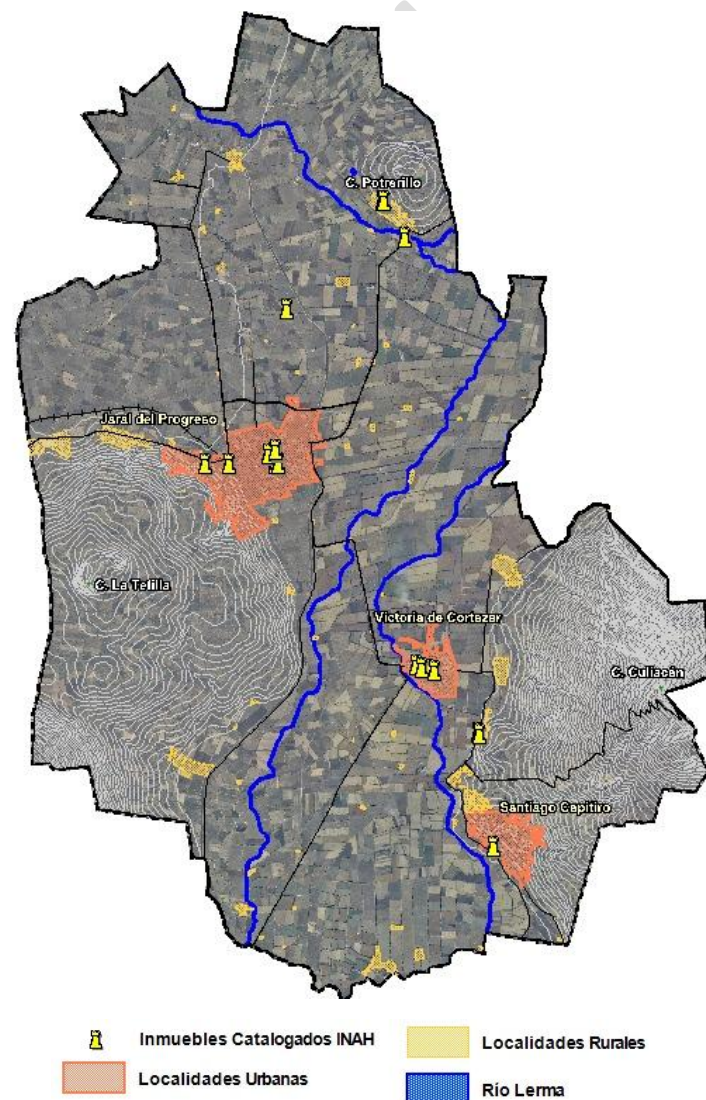 C. Potrerillo
Jaral del Progreso
C. La Tetilla
Victoria de Cortazar
C. Culiacán
Santiago Capitiro
Inmuebles Catalogados INAH
Localidades Rurales
Localidades Urbanas
Río Lerma